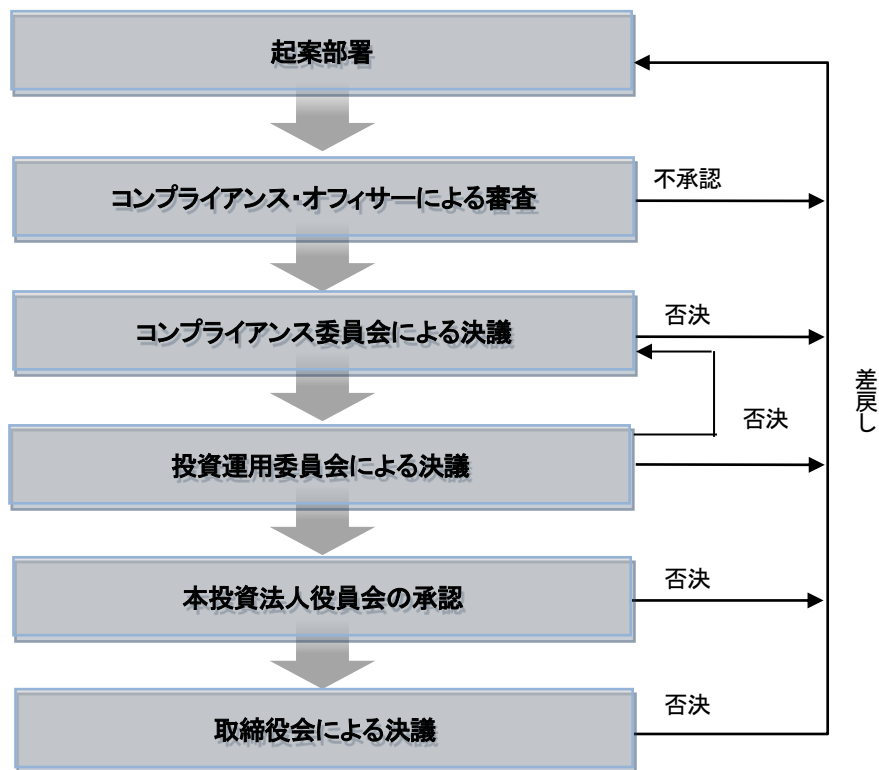 起案部署
コンプライアンス・オフィサーによる審査
不承認
コンプライアンス委員会による決議
否決
否決
投資運用委員会による決議
本投資法人役員会の承認
否決
取締役会による決議
否決
差戻し